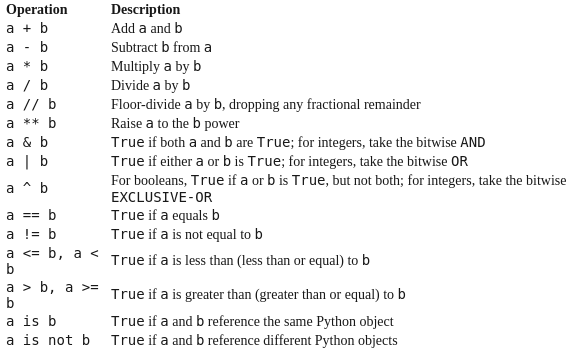 Operation Description
a + b Add a and b
a - b Subtract b from a
a * b Multiply a by b
a / b Divide a by b
a // b Floor-divide a by b, dropping any fractional remainder
a ** b Raise a to the b power
a & b True if both a and b are True; for integers, take the bitwise AND
a | b True if either a or b is True; for integers, take the bitwise OR
a ^ b For booleans, True if a or b is True, but not both; for integers, take the bitwise
EXCLUSIVE-OR
a == b True if a equals b
a != b True if a is not equal to b
a <= b, a <
b
True if a is less than (less than or equal) to b
a > b, a >=
b
True if a is greater than (greater than or equal) to b
a is b True if a and b reference the same Python object
a is not b True if a and b reference different Python objects